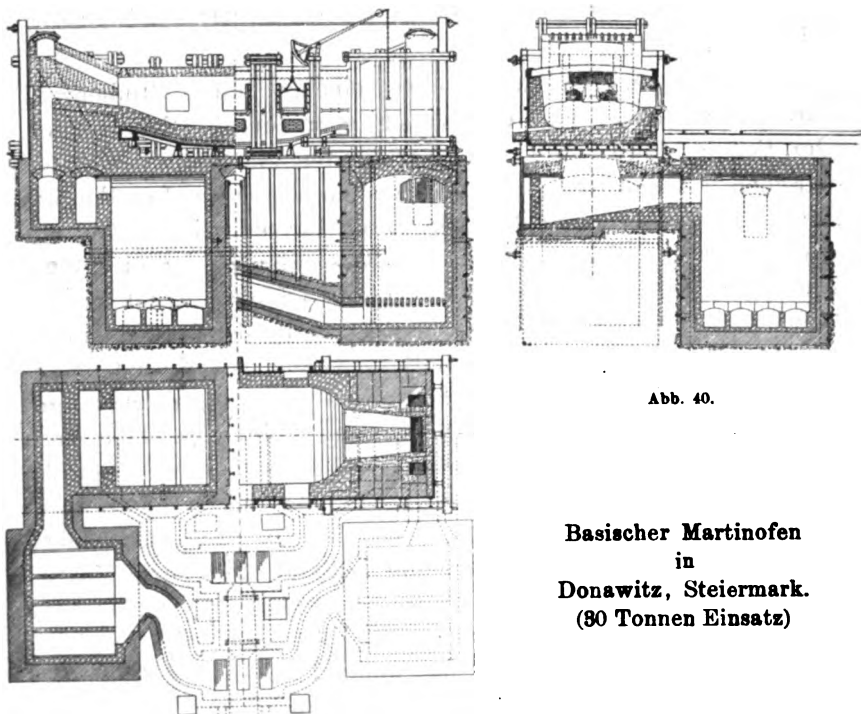 Abb. 40.
Basischer Martinofen
in
Donawitz, Steiermark.
(30 Tonnen Einsatz)